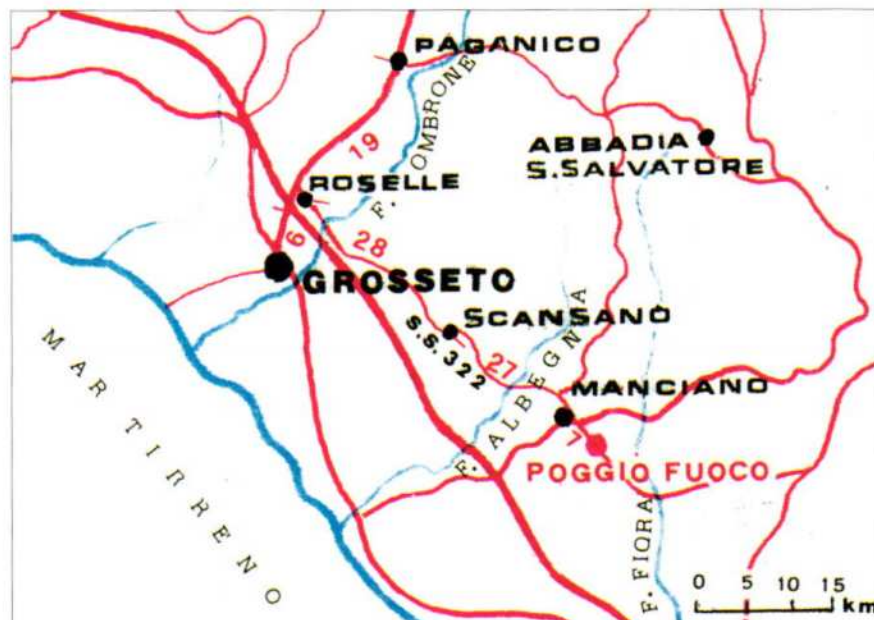 PAGANICO
F. OMBRONE
19
ABBADIA
S.SALVATORE
ROSELLE
6
28
GROSSETO
SCANSANO
S.S.322
27
F. ALBEGNIA
MANCIANO
7
POGGIO FUOCO
MAR TIRRENO
F. FIORA
0 5 10 15
km